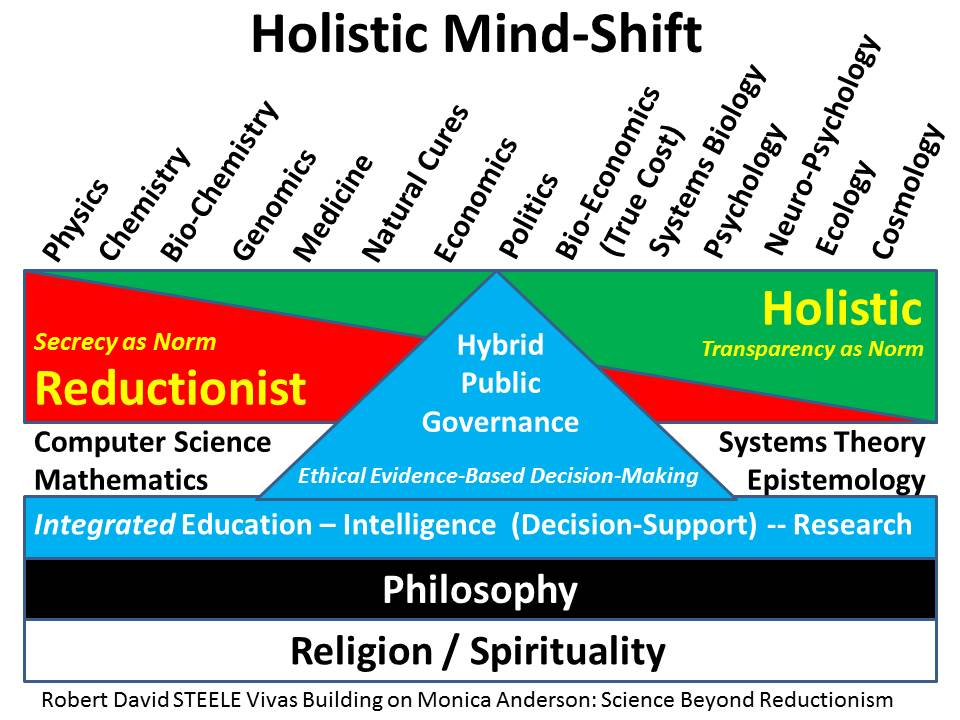 Holistic Mind-Shift
Physics
Chemistry
Bio-Chemistry
Genomics
Medicine
Natural Cures
Economics
Politics
Bio-Economics
(True Cost)
Systems Biology
Psychology
Neuro-Psychology
Ecology
Cosmology
Secrecy as Norm
Reductionist
Hybrid
Public
Governance
Ethical Evidence-Based Decision-Making
Holistic
Transparency as Norm
Computer Science
Mathematics
Systems Theory
Epistemology
Integrated Education – Intelligence (Decision-Support) -- Research
Philosophy
Religion / Spirituality
Robert David STEELE Vivas Building on Monica Anderson: Science Beyond Reductionism